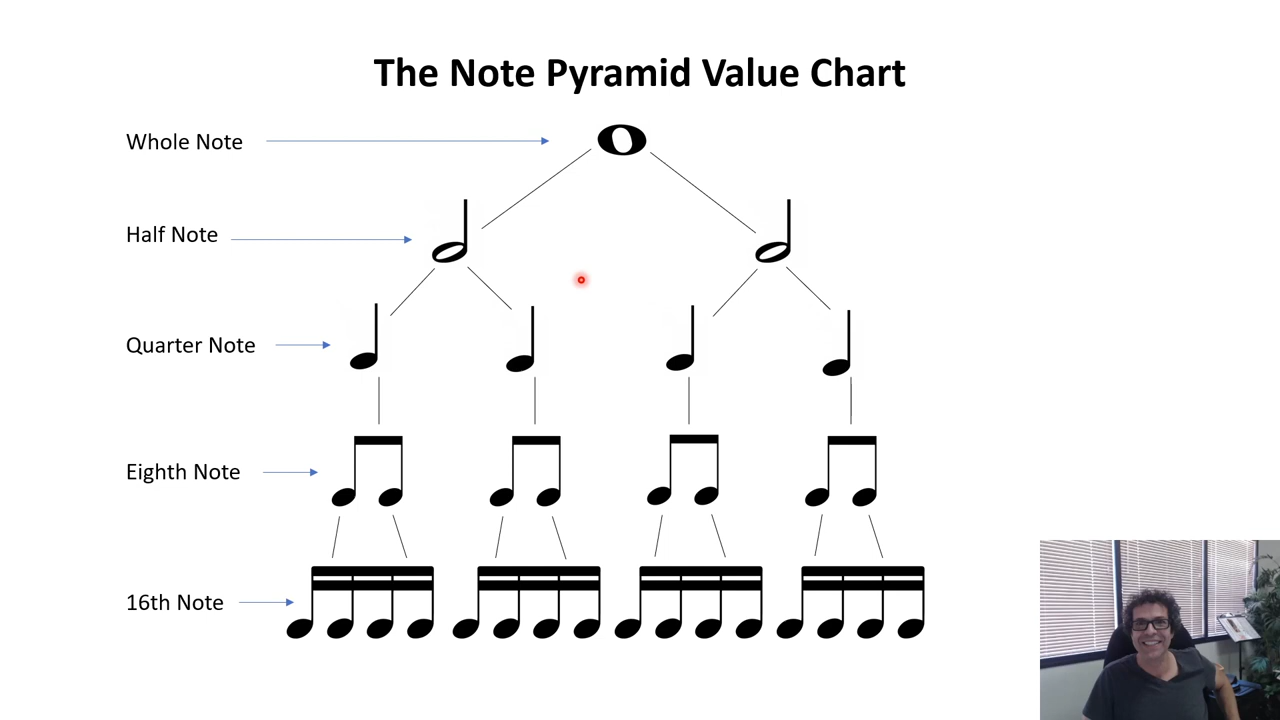 The Note Pyramid Value Chart
Whole Note
Half Note
Quarter Note
Eighth Note
16th Note